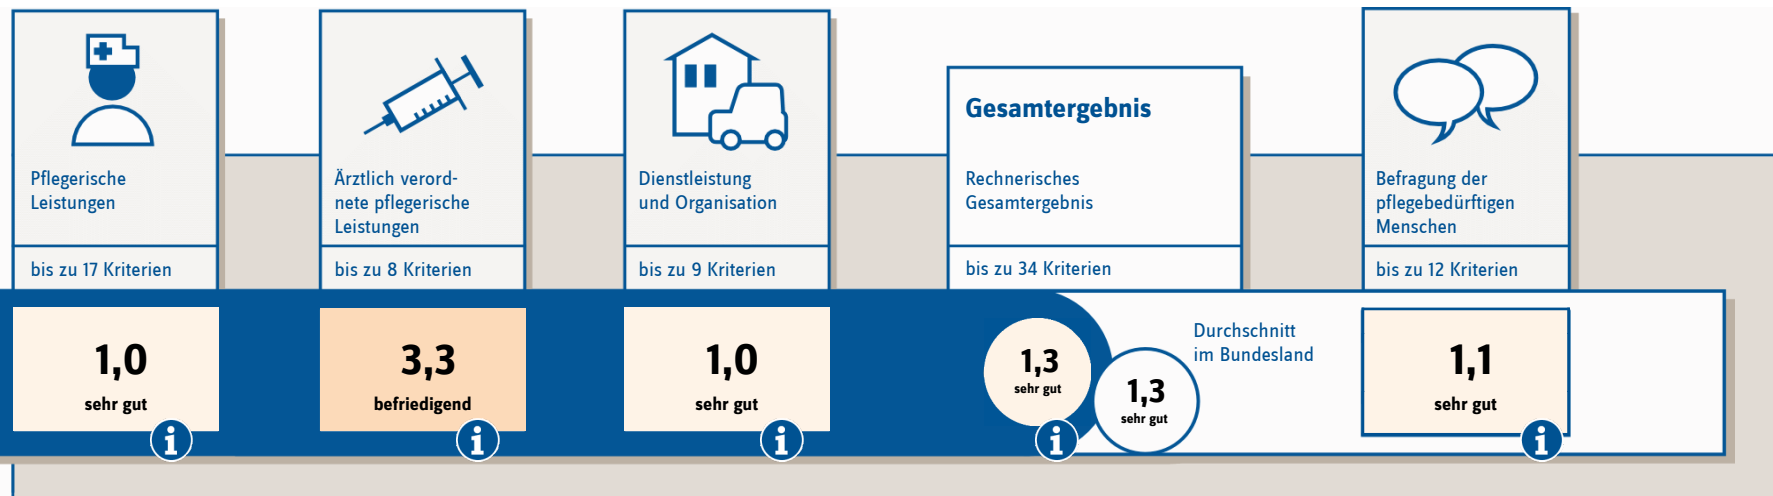 Pflegerische
Leistungen
bis zu 17 Kriterien
1,0
sehr gut
i
Ärztlich verord-
nete pflegerische
Leistungen
bis zu 8 Kriterien
3,3
befriedigend
i
Dienstleistung
und Organisation
bis zu 9 Kriterien
1,0
sehr gut
i
Gesamtergebnis
Rechnerisches
Gesamtergebnis
bis zu 34 Kriterien
1,3
sehr gut
i
Durchschnitt
im Bundesland
1,3
sehr gut
Befragung der
pflegebedürftigen
Menschen
bis zu 12 Kriterien
1,1
sehr gut
i